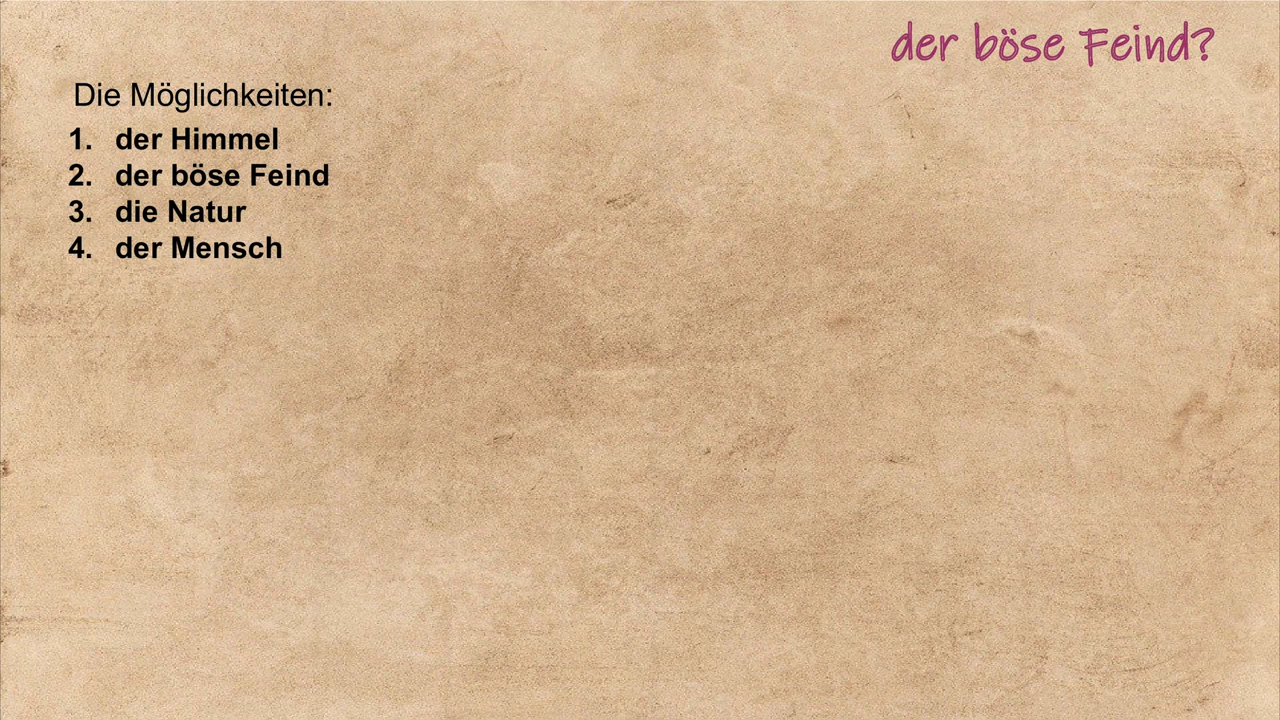 der böse Feind?
Die Möglichkeiten:
1. der Himmel
2. der böse Feind
3. die Natur
4. der Mensch